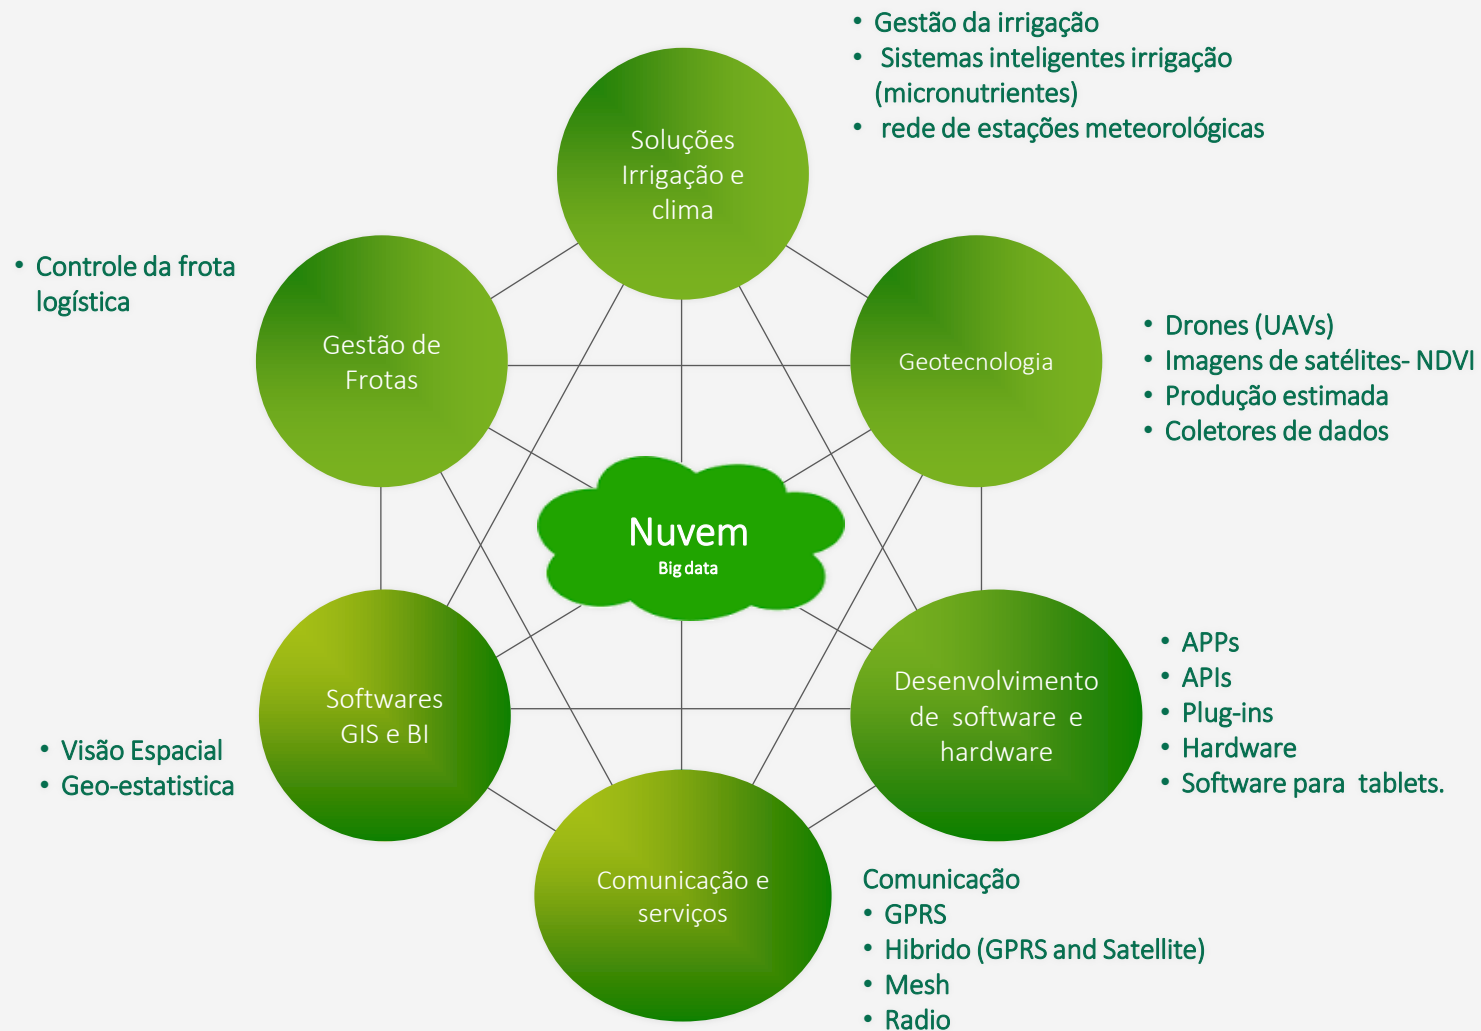 • Gestão da irrigação
• Sistemas inteligentes irrigação
(micronutrientes)
• rede de estações meteorológicas
Soluções
Irrigação e
clima
• Controle da frota
logística
Gestão de
Frotas
Geotecnologia
• Drones (UAVs)
• Imagens de satélites- NDVI
• Produção estimada
• Coletores de dados
Nuvem
Big data
Softwares
GIS e BI
• Visão Espacial
• Geo-estatistica
Desenvolvimento
de software e
hardware
• APPs
• APIs
• Plug-ins
• Hardware
• Software para tablets.
Comunicação e
serviços
Comunicação
• GPRS
• Hibrido (GPRS and Satellite)
• Mesh
• Radio